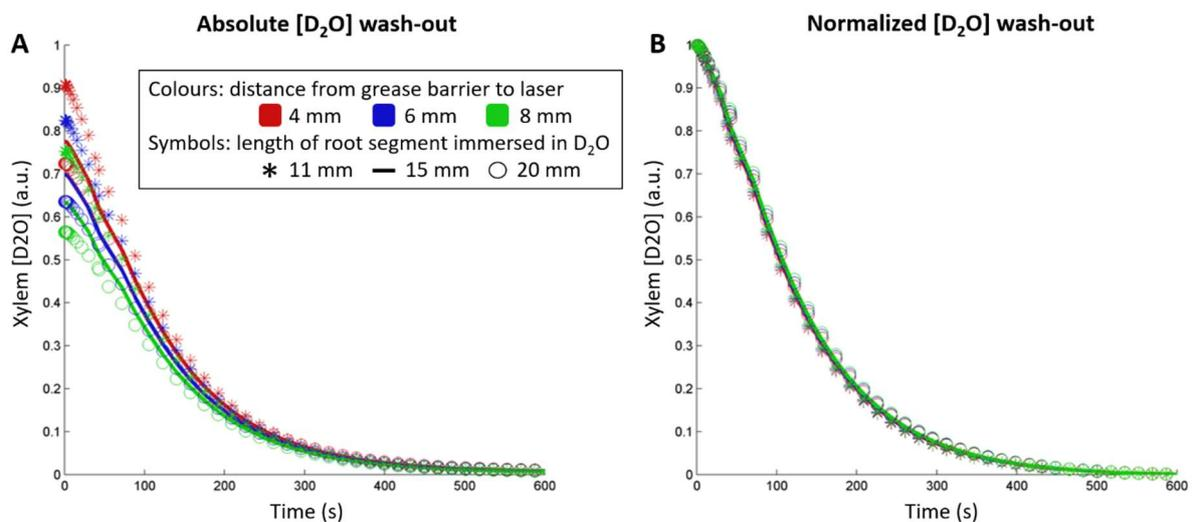 Absolute [D₂O] wash-out
A
Colours: distance from grease barrier to laser
4 mm 6 mm 8 mm
Symbols: length of root segment immersed in D₂O
11 mm 15 mm 20 mm
Xylem [D2O] (a.u.)
1
0.9
0.8
0.7
0.6
0.5
0.4
0.3
0.2
0.1
0
0 100 200 300 400 500 600
Time (s)
Normalized [D₂O] wash-out
B
Xylem [D2O] (a.u.)
1
0.9
0.8
0.7
0.6
0.5
0.4
0.3
0.2
0.1
0
0 100 200 300 400 500 600
Time (s)